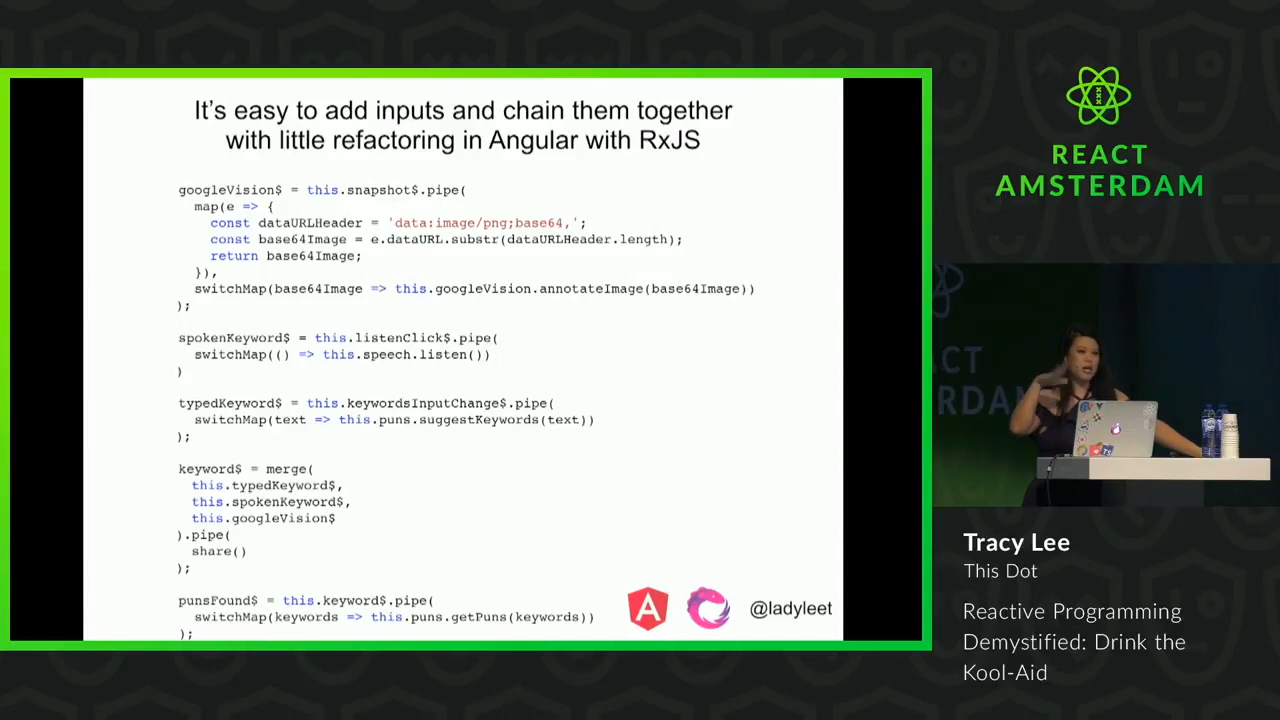 It's easy to add inputs and chain them together
with little refactoring in Angular with RxJS
googleVision$ = this.snapshot$.pipe(
  map(e => {
    const dataURLHeader = 'data:image/png;base64,';
    const base64Image = e.dataURL.substr(dataURLHeader.length);
    return base64Image;
  }),
  switchMap(base64Image => this.googleVision.annotateImage(base64Image))
);
spokenKeyword$ = this.listenClick$.pipe(
  switchMap(() => this.speech.listen())
)
typedKeyword$ = this.keywordsInputChange$.pipe(
  switchMap(text => this.puns.suggestKeywords(text))
);
keyword$ = merge(
  this.typedKeyword$,
  this.spokenKeyword$,
  this.googleVision$
).pipe(
  share()
);
punsFound$ = this.keyword$.pipe(
  switchMap(keywords => this.puns.getPuns(keywords))
);
@ladyleet
REACT
AMSTERDAM
Tracy Lee
This Dot
Reactive Programming
Demystified: Drink the
Kool-Aid